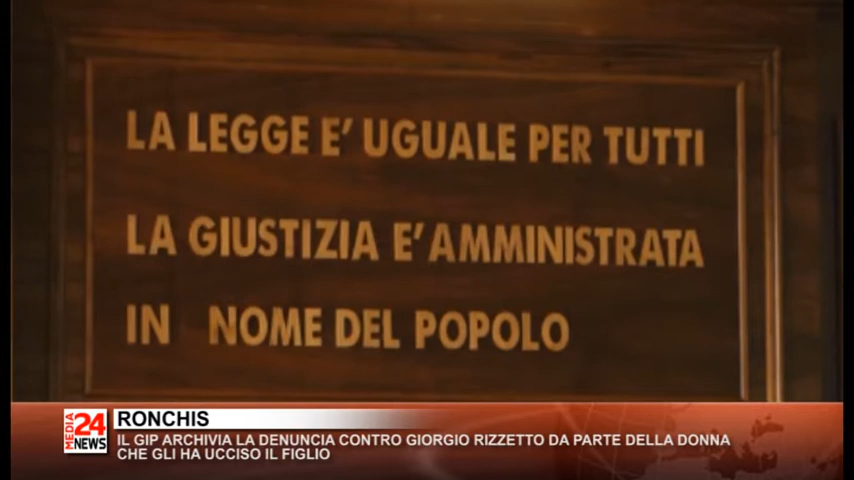 LA LEGGE E' UGUALE PER TUTTI
LA GIUSTIZIA E' AMMINISTRATA
IN NOME DEL POPOLO
MEDIA 24 NEWS
RONCHIS
IL GIP ARCHIVIA LA DENUNCIA CONTRO GIORGIO RIZZETTO DA PARTE DELLA DONNA
CHE GLI HA UCCISO IL FIGLIO